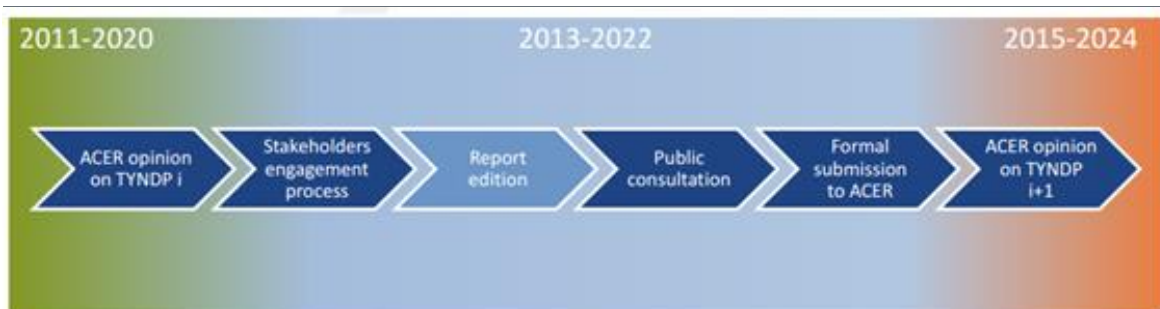 2011-2020
2013-2022
2015-2024
ACER opinion
on TYNDP i
Stakeholders
engagement
process
Report
edition
Public
consultation
Formal
submission
to ACER
ACER opinion
on TYNDP
i+1